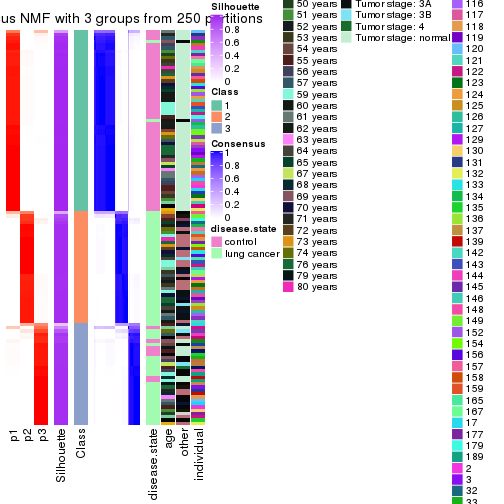 us NMF with 3 groups from 250 partitions
Silhouette
1
0.8
0.6
0.4
0.2
0
Class
1
2
3
Consensus
1
0.8
0.6
0.4
0.2
0
disease.state
control
lung cancer
50 years
51 years
52 years
53 years
54 years
55 years
56 years
57 years
59 years
60 years
61 years
62 years
63 years
64 years
65 years
67 years
68 years
69 years
70 years
71 years
72 years
73 years
74 years
76 years
79 years
80 years
Tumor stage: 3A
Tumor stage: 3B
Tumor stage: 4
Tumor stage: normal
116
117
118
119
120
121
122
123
124
125
126
127
129
130
131
132
133
134
135
136
137
139
142
143
144
145
146
148
149
152
154
156
157
158
159
165
167
17
177
179
189
2
3
32
33
p1
p2
p3
Silhouette
Class
disease.state
age
other
individual